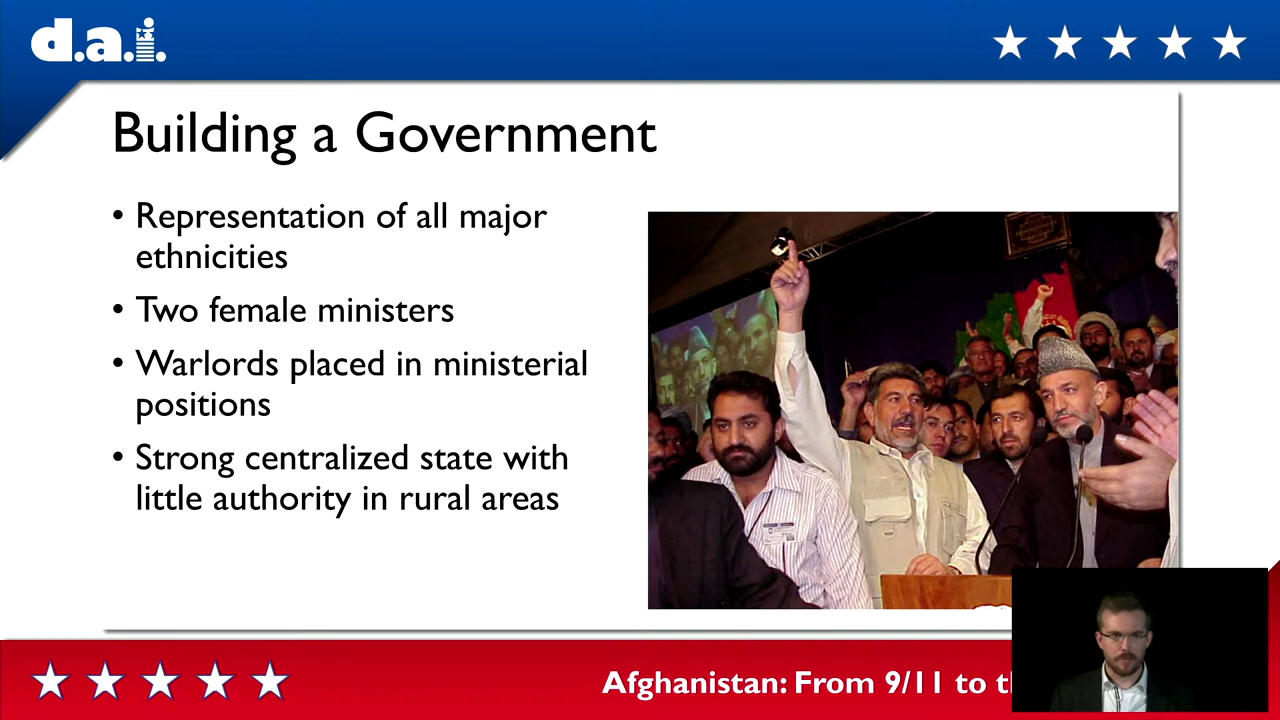 d.a.i.
Building a Government
• Representation of all major
ethnicities
• Two female ministers
• Warlords placed in ministerial
positions
• Strong centralized state with
little authority in rural areas
Afghanistan: From 9/11 to